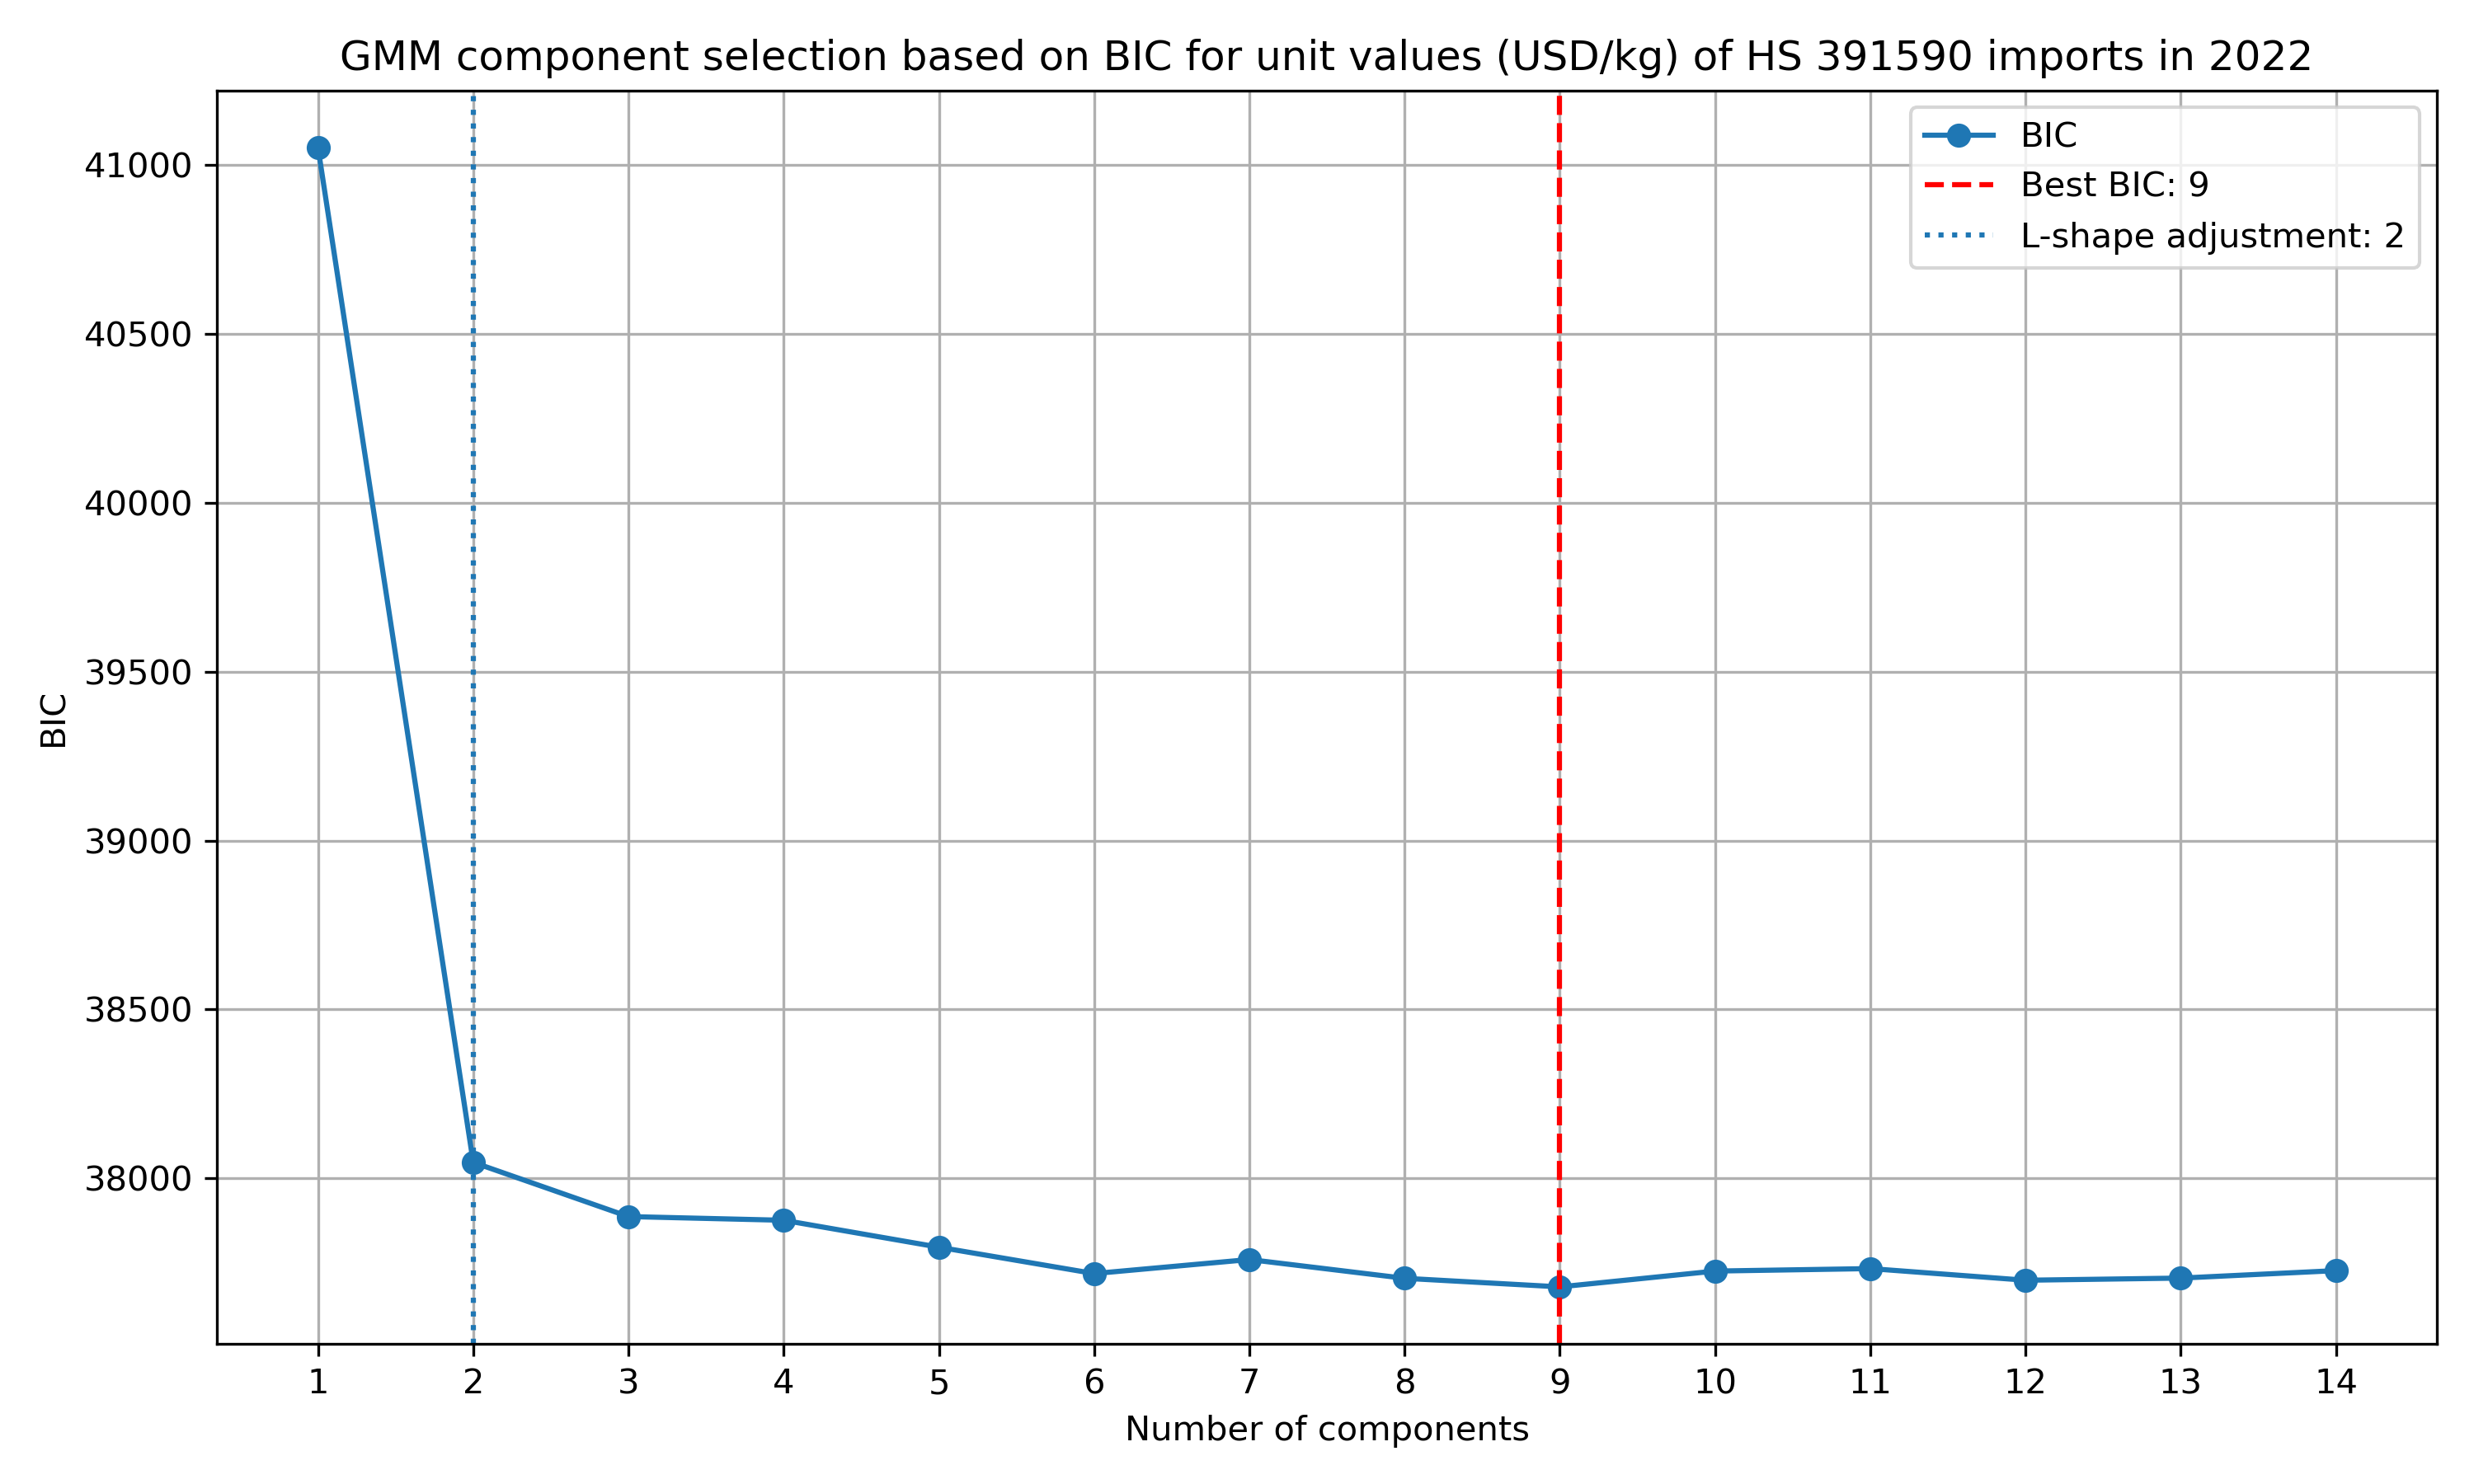 GMM component selection based on BIC for unit values (USD/kg) of HS 391590 imports in 2022
BIC
Best BIC: 9
L-shape adjustment: 2
41000
40500
40000
39500
39000
38500
38000
BIC
1 2 3 4 5 6 7 8 9 10 11 12 13 14
Number of components